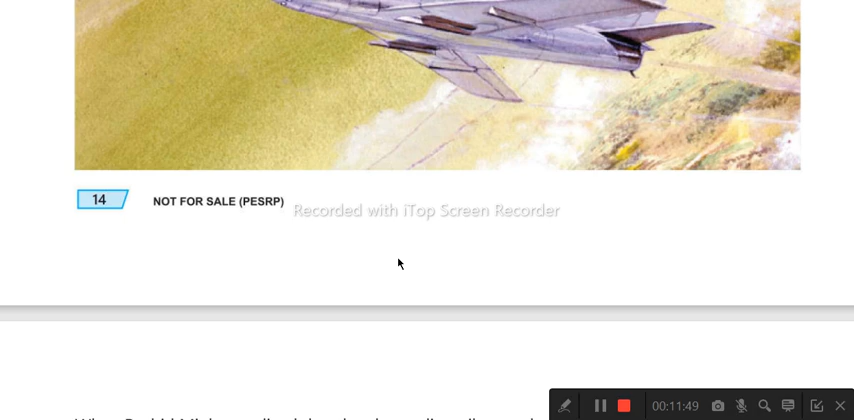 14
NOT FOR SALE (PESRP)
Recorded with iTop Screen Recorder
00:11:49